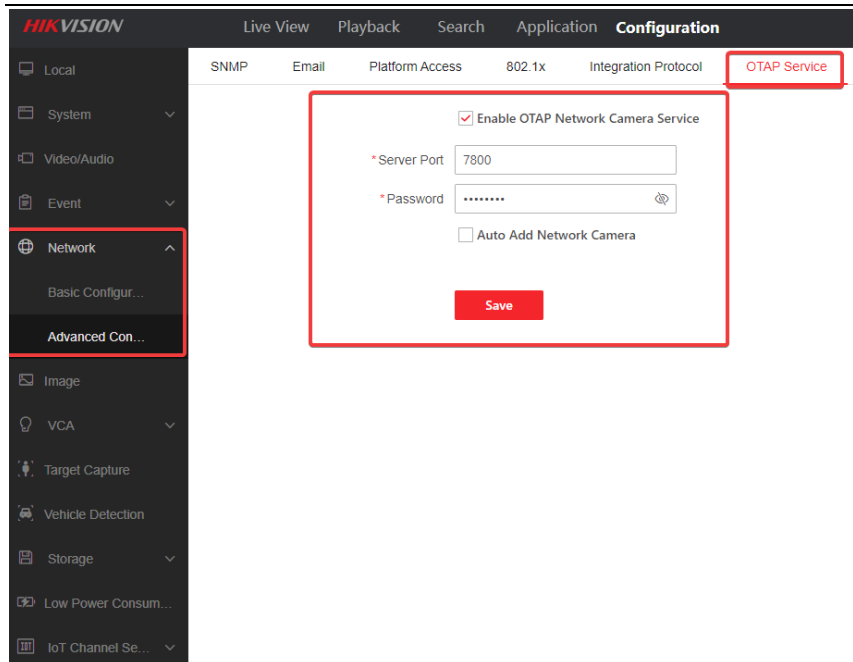 HIKVISION Live View Playback Search Application Configuration
SNMP Email Platform Access 802.1x Integration Protocol OTAP Service
Local
System
Video/Audio
Event
Network
Basic Configur...
Advanced Con...
Image
VCA
Target Capture
Vehicle Detection
Storage
Low Power Consum...
IOT IoT Channel Se...
Enable OTAP Network Camera Service
*Server Port 7800
*Password ••••••••
Auto Add Network Camera
Save